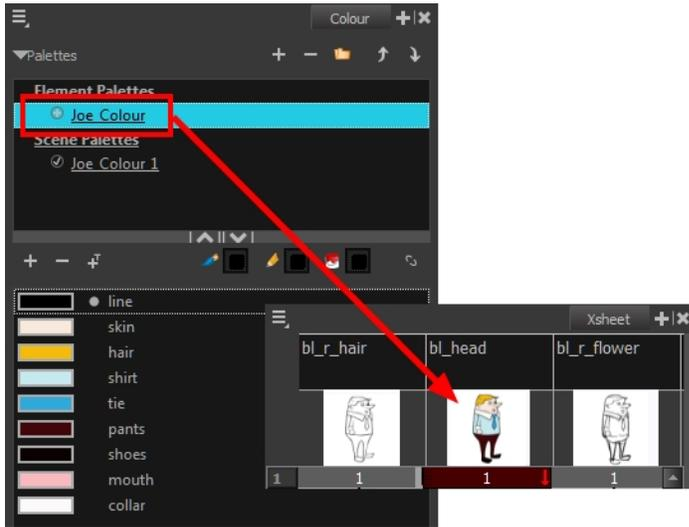 Colour
Palettes
Element Palettes
Joe Colour
Scene Palettes
Joe Colour 1
line
skin
hair
shirt
tie
pants
shoes
mouth
collar
Xsheet
bl_r_hair bl_head bl_r_flower
1 1 1 1